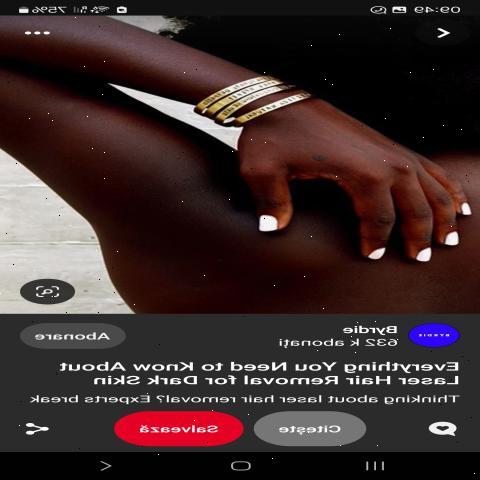 09:49 75%
Byrdie
632 k abonați
Abonare
BYRDIE
Everything You Need to Know About
Laser Hair Removal for Dark Skin
Thinking about laser hair removal? Experts break
Citește
Salvează